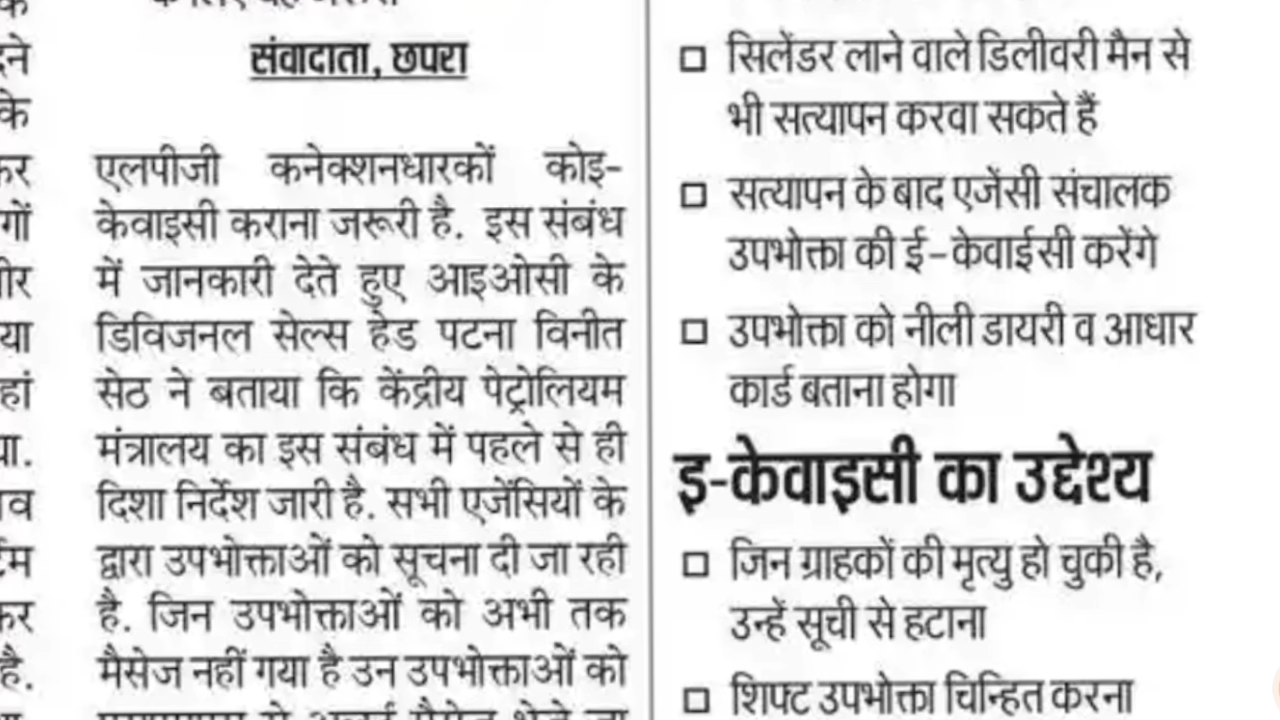 संवादाता, छपरा
एलपीजी कनेक्शनधारकों कोइ-
केवाइसी कराना जरूरी है. इस संबंध
में जानकारी देते हुए आइओसी के
डिविजनल सेल्स हेड पटना विनीत
सेठ ने बताया कि केंद्रीय पेट्रोलियम
मंत्रालय का इस संबंध में पहले से ही
दिशा निर्देश जारी है. सभी एजेंसियों के
द्वारा उपभोक्ताओं को सूचना दी जा रही
है. जिन उपभोक्ताओं को अभी तक
मैसेज नहीं गया है उन उपभोक्ताओं को
□ सिलेंडर लाने वाले डिलीवरी मैन से
भी सत्यापन करवा सकते हैं
□ सत्यापन के बाद एजेंसी संचालक
उपभोक्ता की ई-केवाईसी करेंगे
□ उपभोक्ता को नीली डायरी व आधार
कार्ड बताना होगा
इ-केवाइसी का उद्देश्य
□ जिन ग्राहकों की मृत्यु हो चुकी है,
उन्हें सूची से हटाना
□ शिफ्ट उपभोक्ता चिन्हित करना